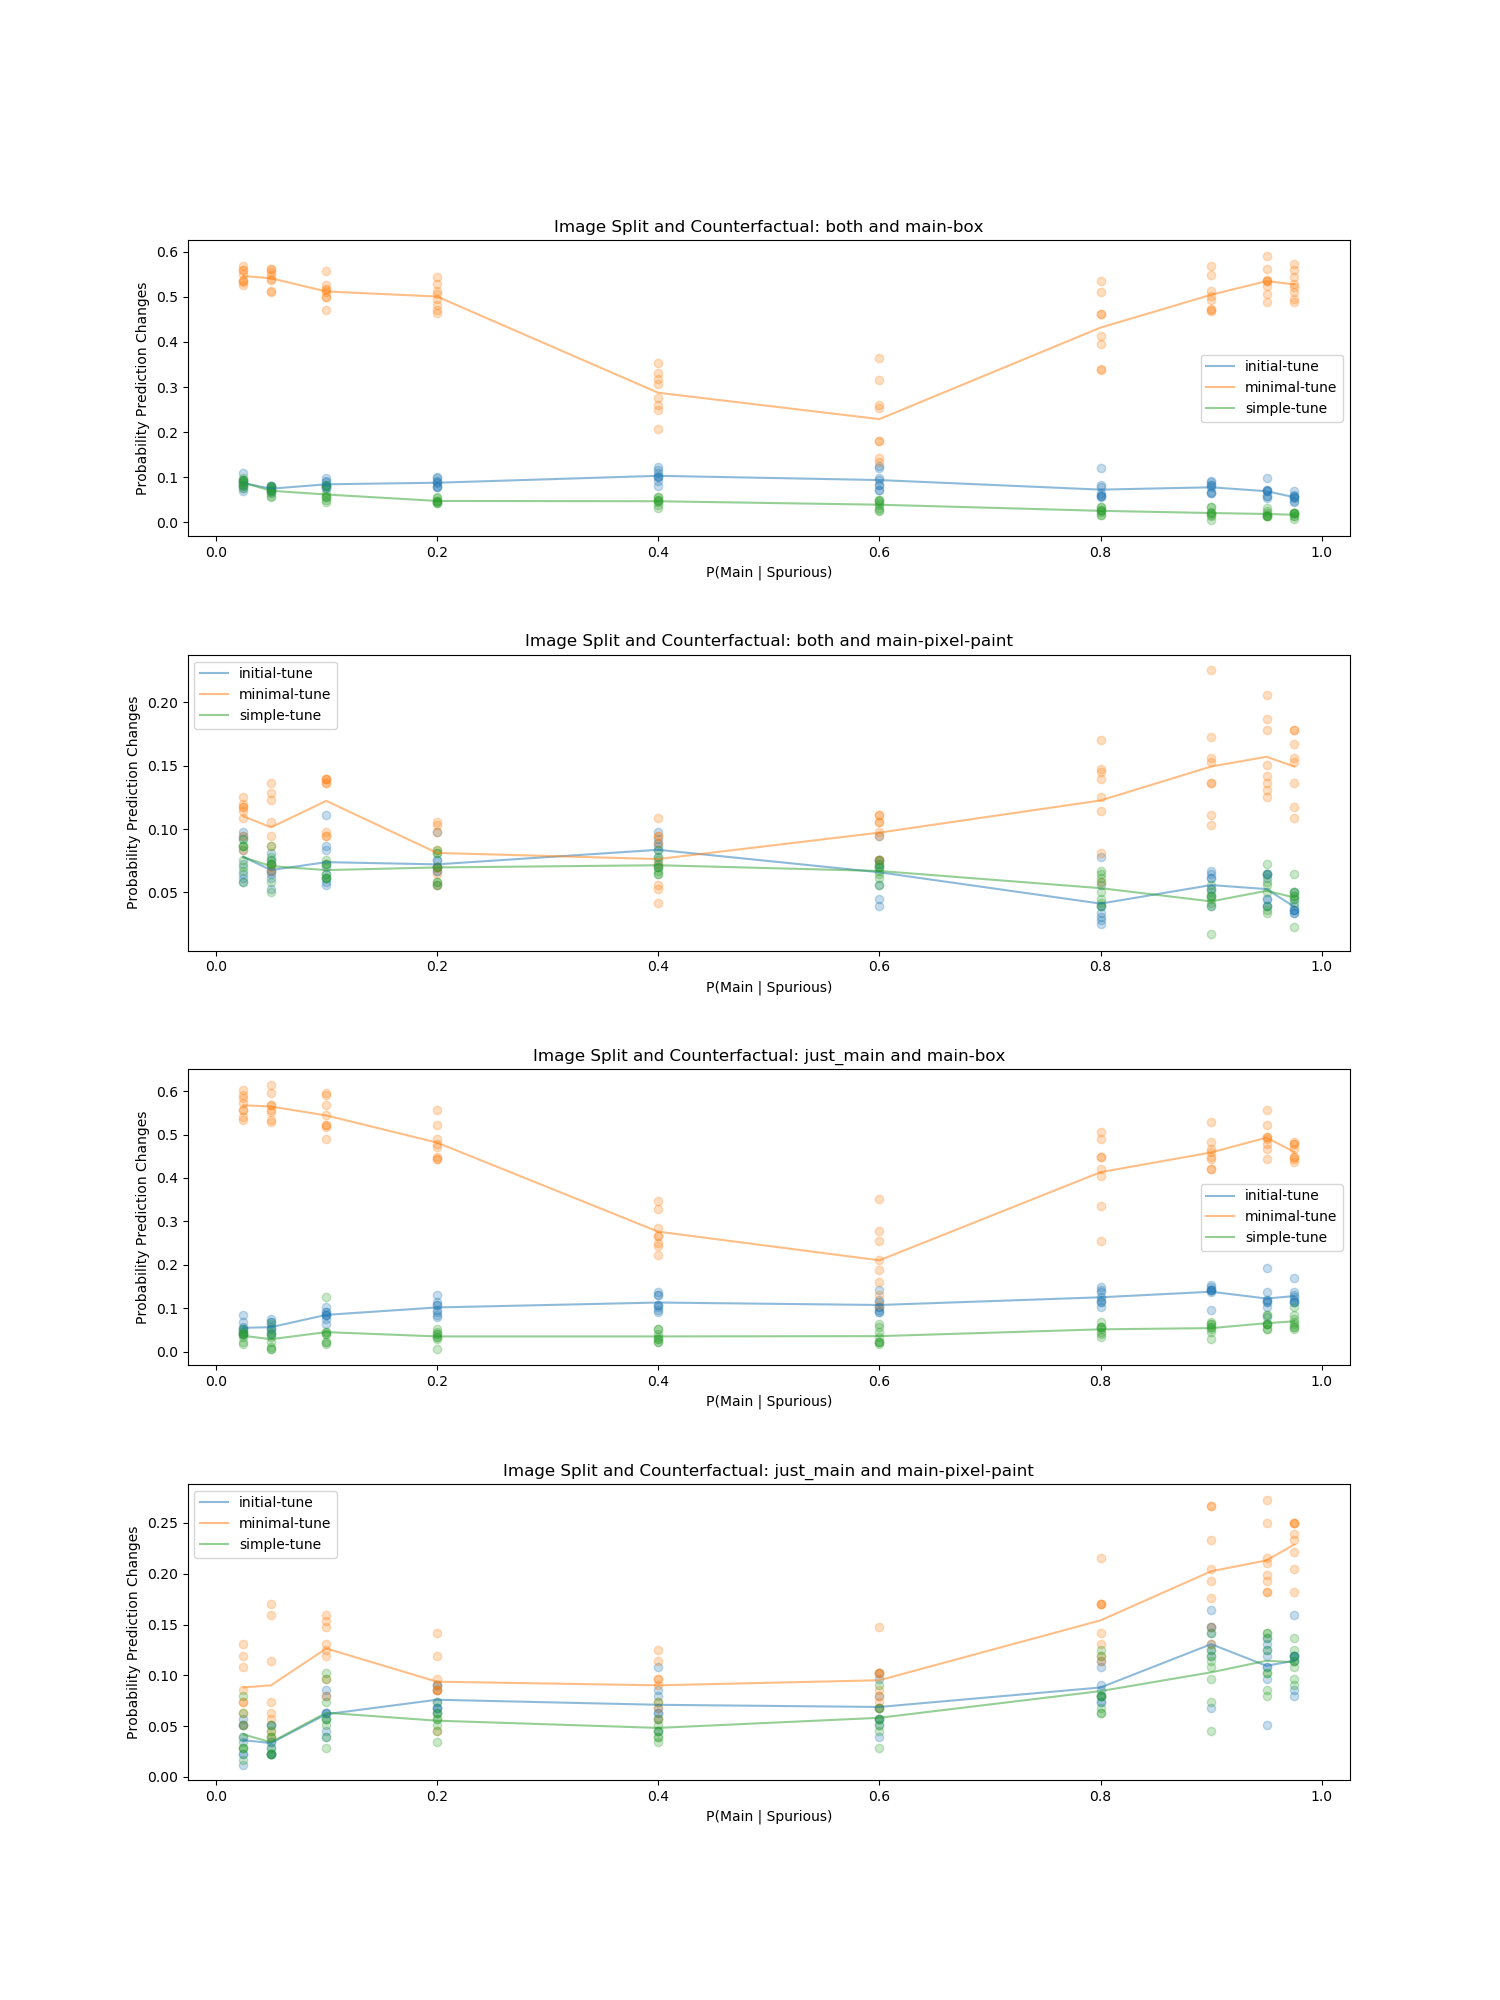 Image Split and Counterfactual: both and main-box
Probability Prediction Changes
0.6
0.5
0.4
0.3
0.2
0.1
0.0
initial-tune
minimal-tune
simple-tune
0.0 0.2 0.4 0.6 0.8 1.0
P(Main | Spurious)
Image Split and Counterfactual: both and main-pixel-paint
Probability Prediction Changes
0.20
0.15
0.10
0.05
initial-tune
minimal-tune
simple-tune
0.0 0.2 0.4 0.6 0.8 1.0
P(Main | Spurious)
Image Split and Counterfactual: just_main and main-box
Probability Prediction Changes
0.6
0.5
0.4
0.3
0.2
0.1
0.0
initial-tune
minimal-tune
simple-tune
0.0 0.2 0.4 0.6 0.8 1.0
P(Main | Spurious)
Image Split and Counterfactual: just_main and main-pixel-paint
Probability Prediction Changes
0.25
0.20
0.15
0.10
0.05
0.00
initial-tune
minimal-tune
simple-tune
0.0 0.2 0.4 0.6 0.8 1.0
P(Main | Spurious)